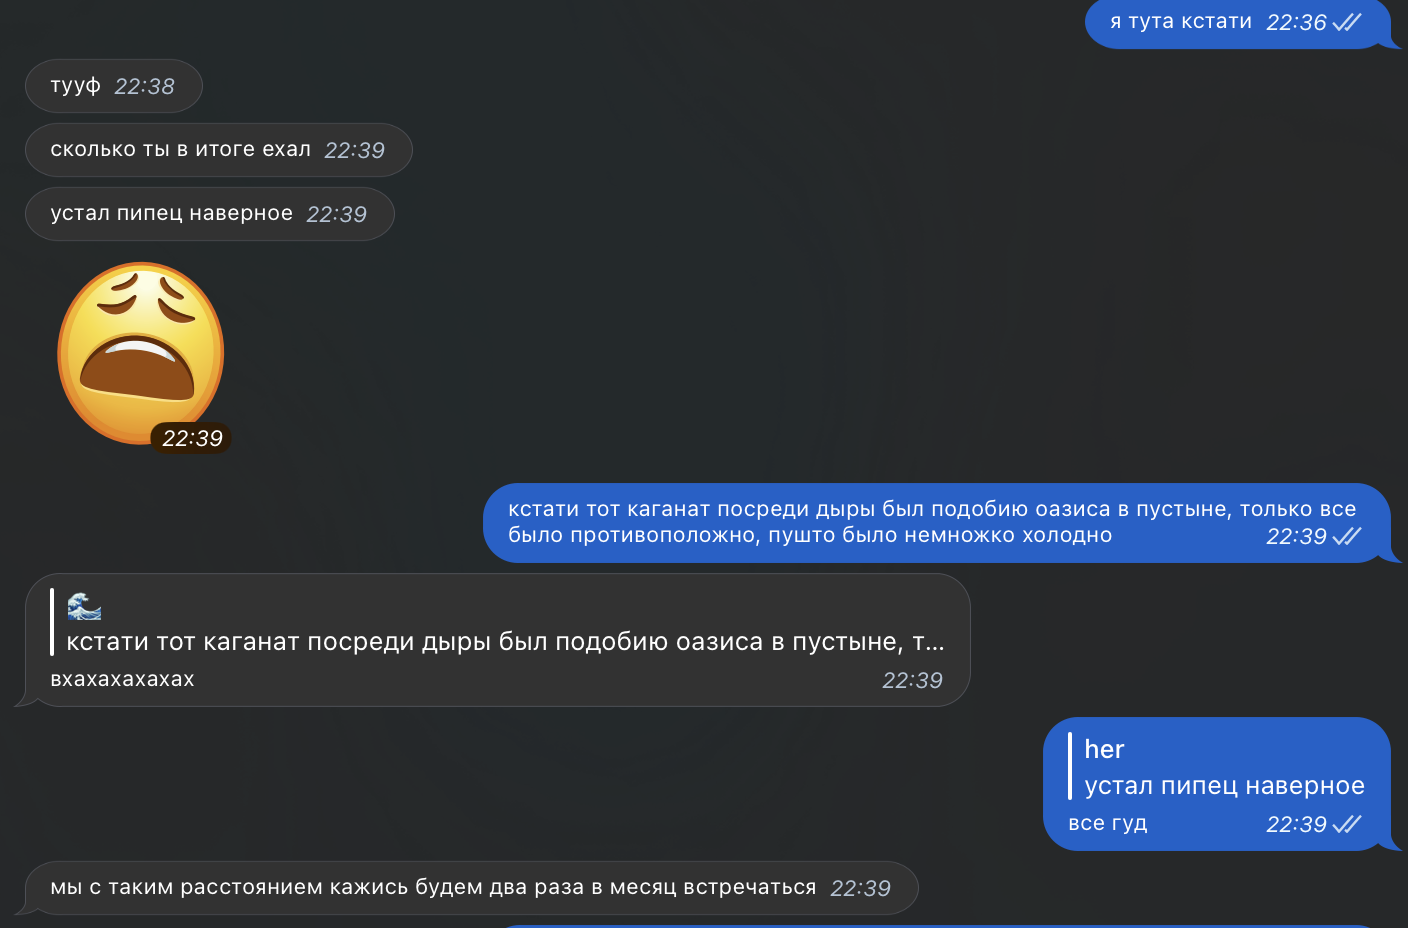 я тута кстати 22:36
тууф 22:38
сколько ты в итоге ехал 22:39
устал пипец наверное 22:39
22:39
кстати тот каганат посреди дыры был подобию оазиса в пустыне, только все
было противоположно, пушто было немножко холодно 22:39
кстати тот каганат посреди дыры был подобию оазиса в пустыне, т...
вхахахахахах 22:39
her
устал пипец наверное
все гуд 22:39
мы с таким расстоянием кажись будем два раза в месяц встречаться 22:39